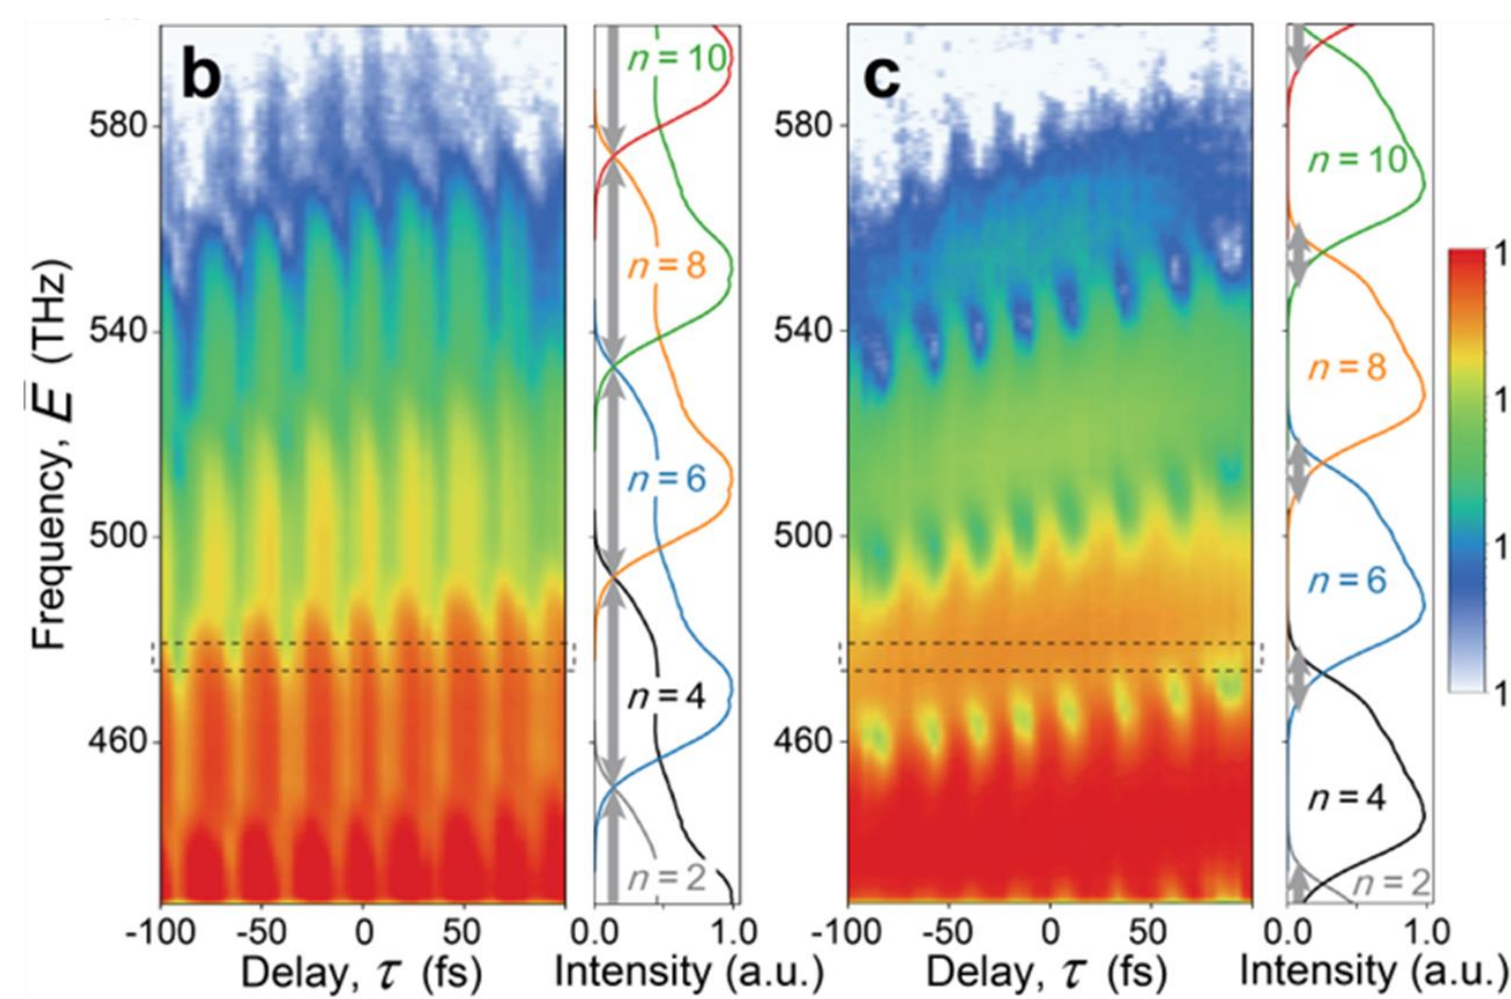 b
c
Frequency, Ē (THz)
580
540
500
460
-100
-50
0
50
Delay, τ (fs)
n = 10
n = 8
n = 6
n = 4
n = 2
0.0
1.0
Intensity (a.u.)
580
540
500
460
-100
-50
0
50
Delay, τ (fs)
n = 10
n = 8
n = 6
n = 4
n = 2
0.0
1.0
Intensity (a.u.)
1
1
1
1